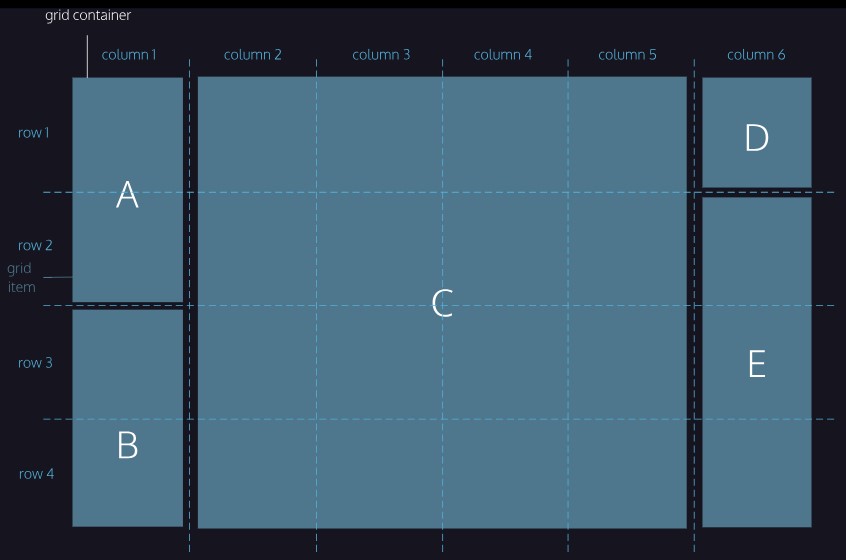 grid container
column 1
column 2
column 3
column 4
column 5
column 6
row 1
row 2
row 3
row 4
grid
item
A
B
C
D
E